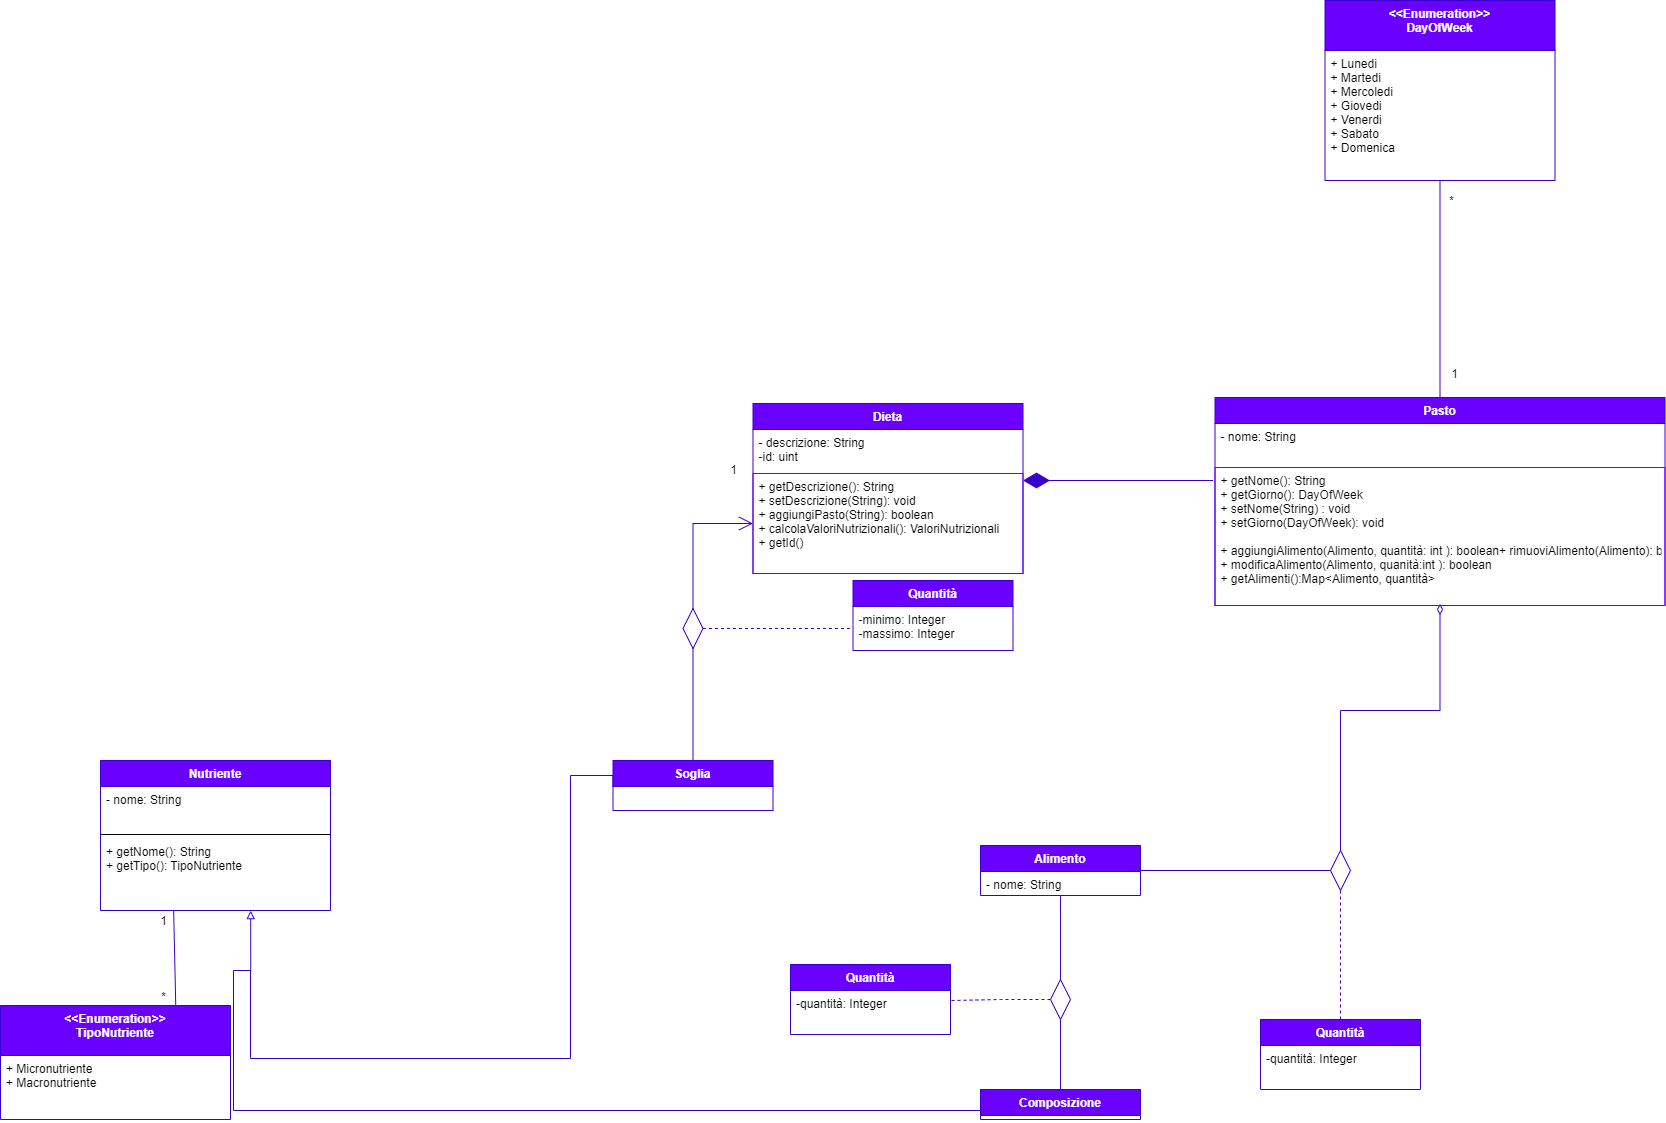 <<Enumeration>>
DayOfWeek
+ Lunedi
+ Martedi
+ Mercoledi
+ Giovedi
+ Venerdi
+ Sabato
+ Domenica
*
1
Dieta
- descrizione: String
-id: uint
1
+ getDescrizione(): String
+ setDescrizione(String): void
+ aggiungiPasto(String): boolean
+ calcolaValoriNutrizionali(): ValoriNutrizionali
+ getId()
Pasto
- nome: String
+ getNome(): String
+ getGiorno(): DayOfWeek
+ setNome(String) : void
+ setGiorno(DayOfWeek): void
+ aggiungiAlimento(Alimento, quantità: int ): boolean+ rimuoviAlimento(Alimento): b
+ modificaAlimento(Alimento, quanità:int ): boolean
+ getAlimenti():Map<Alimento, quantità>
Quantità
-minimo: Integer
-massimo: Integer
Nutriente
- nome: String
+ getNome(): String
+ getTipo(): TipoNutriente
Soglia
Alimento
- nome: String
1
*
<<Enumeration>>
TipoNutriente
+ Micronutriente
+ Macronutriente
Quantità
-quantità: Integer
Quantità
-quantità: Integer
Composizione